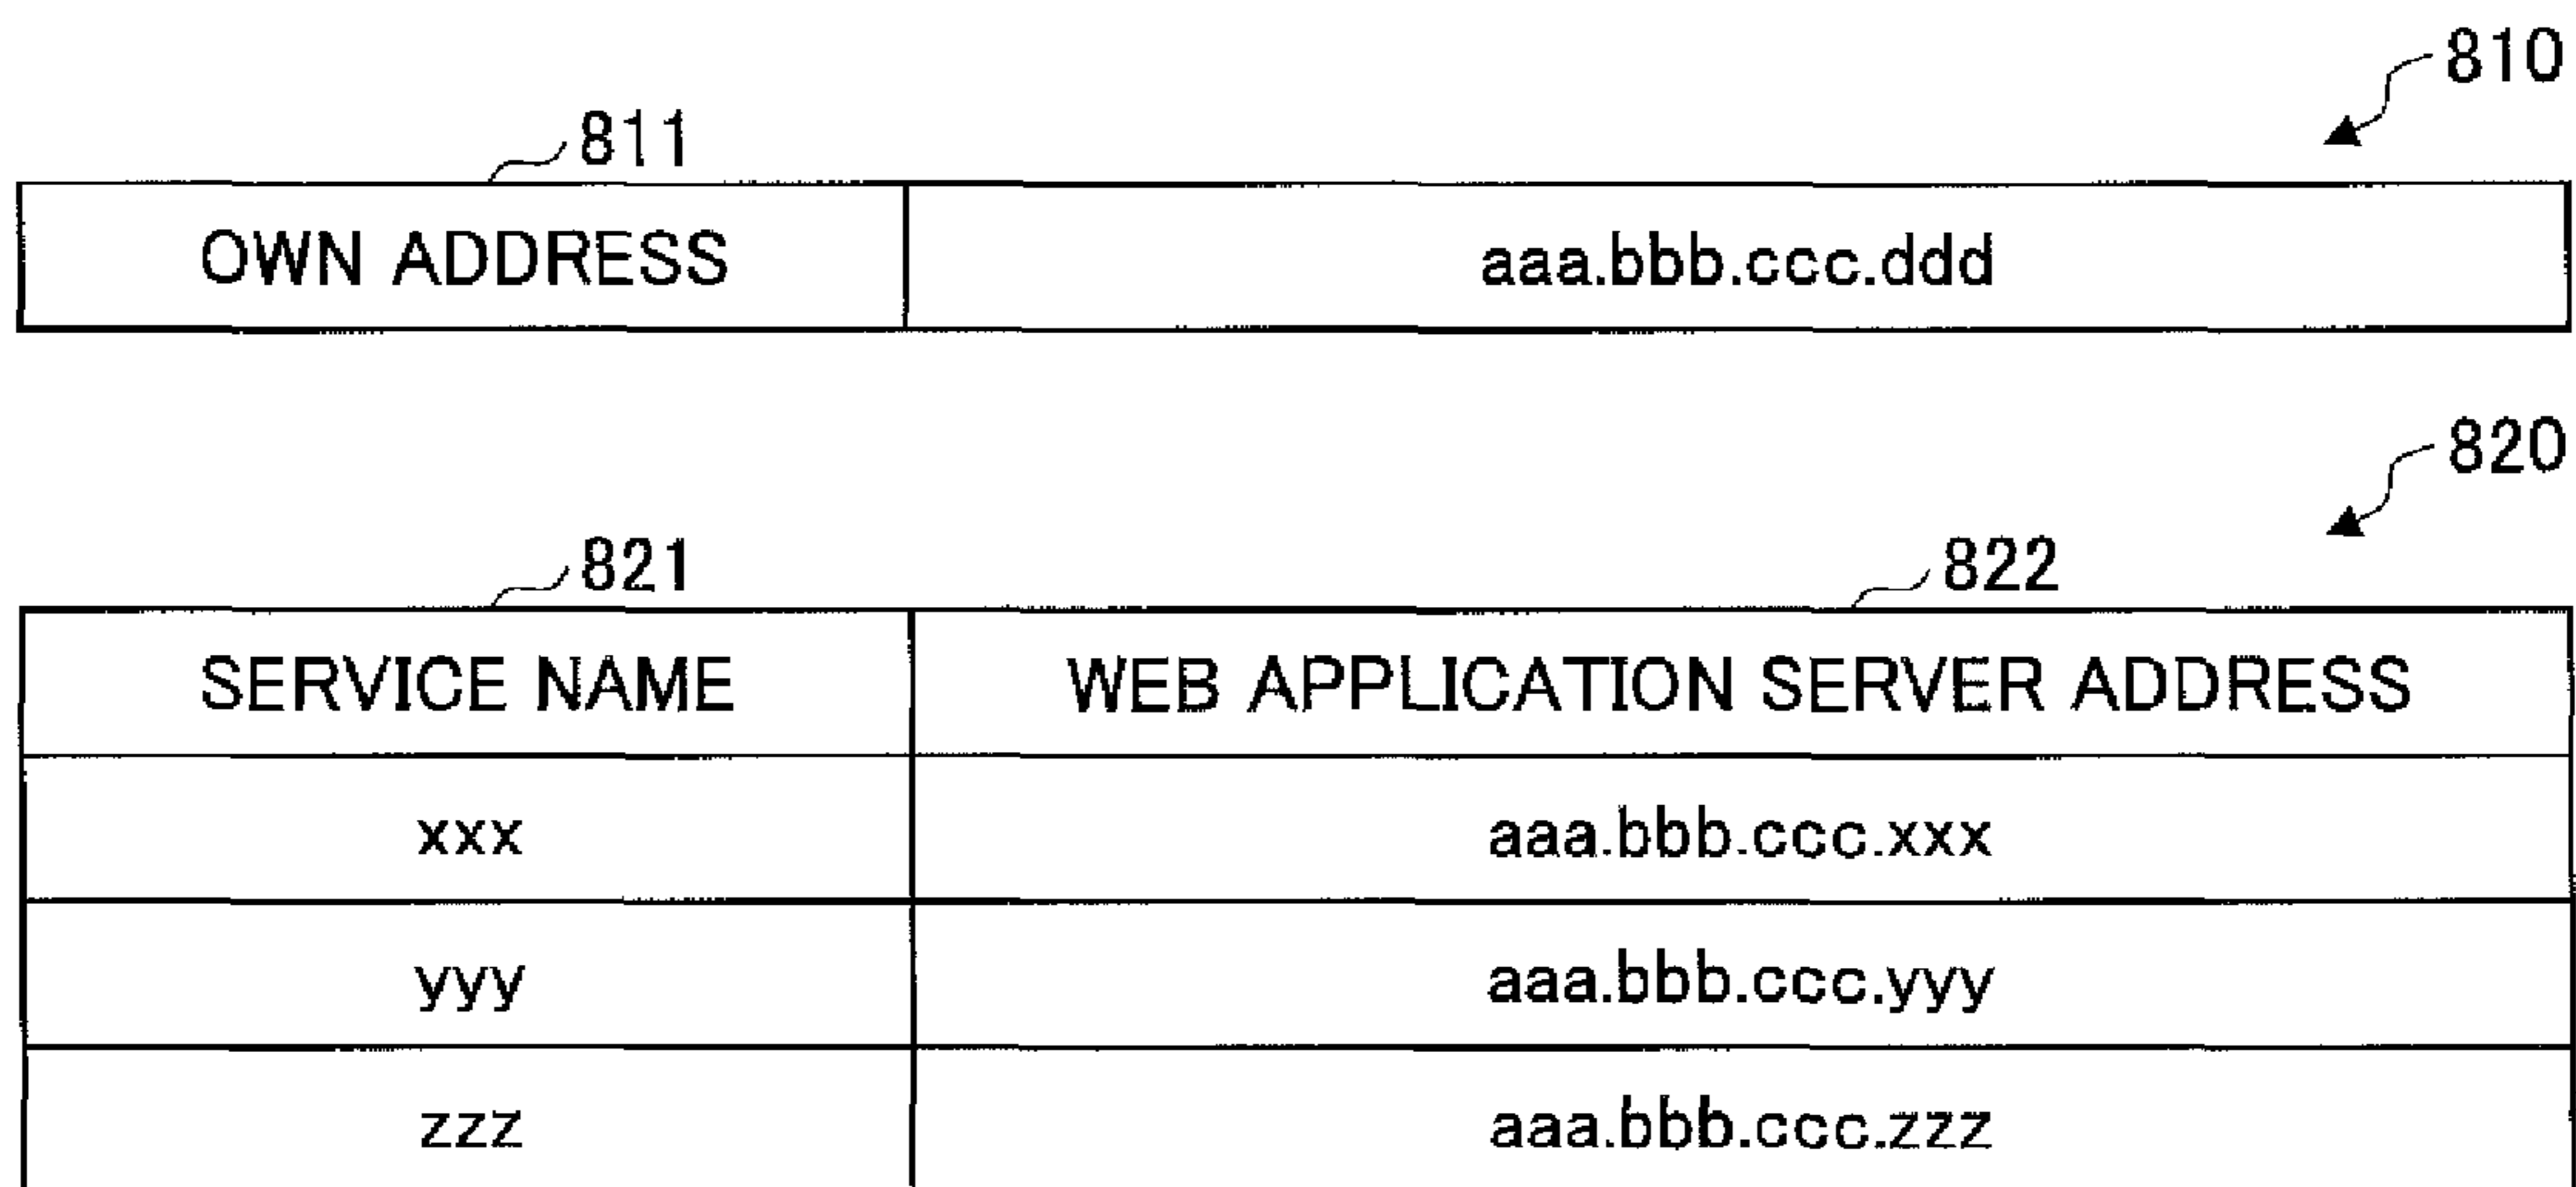 810
811
OWN ADDRESS aaa.bbb.ccc.ddd
820
821 822
SERVICE NAME WEB APPLICATION SERVER ADDRESS
xxx aaa.bbb.ccc.xxx
yyy aaa.bbb.ccc.yyy
zzz aaa.bbb.ccc.zzz